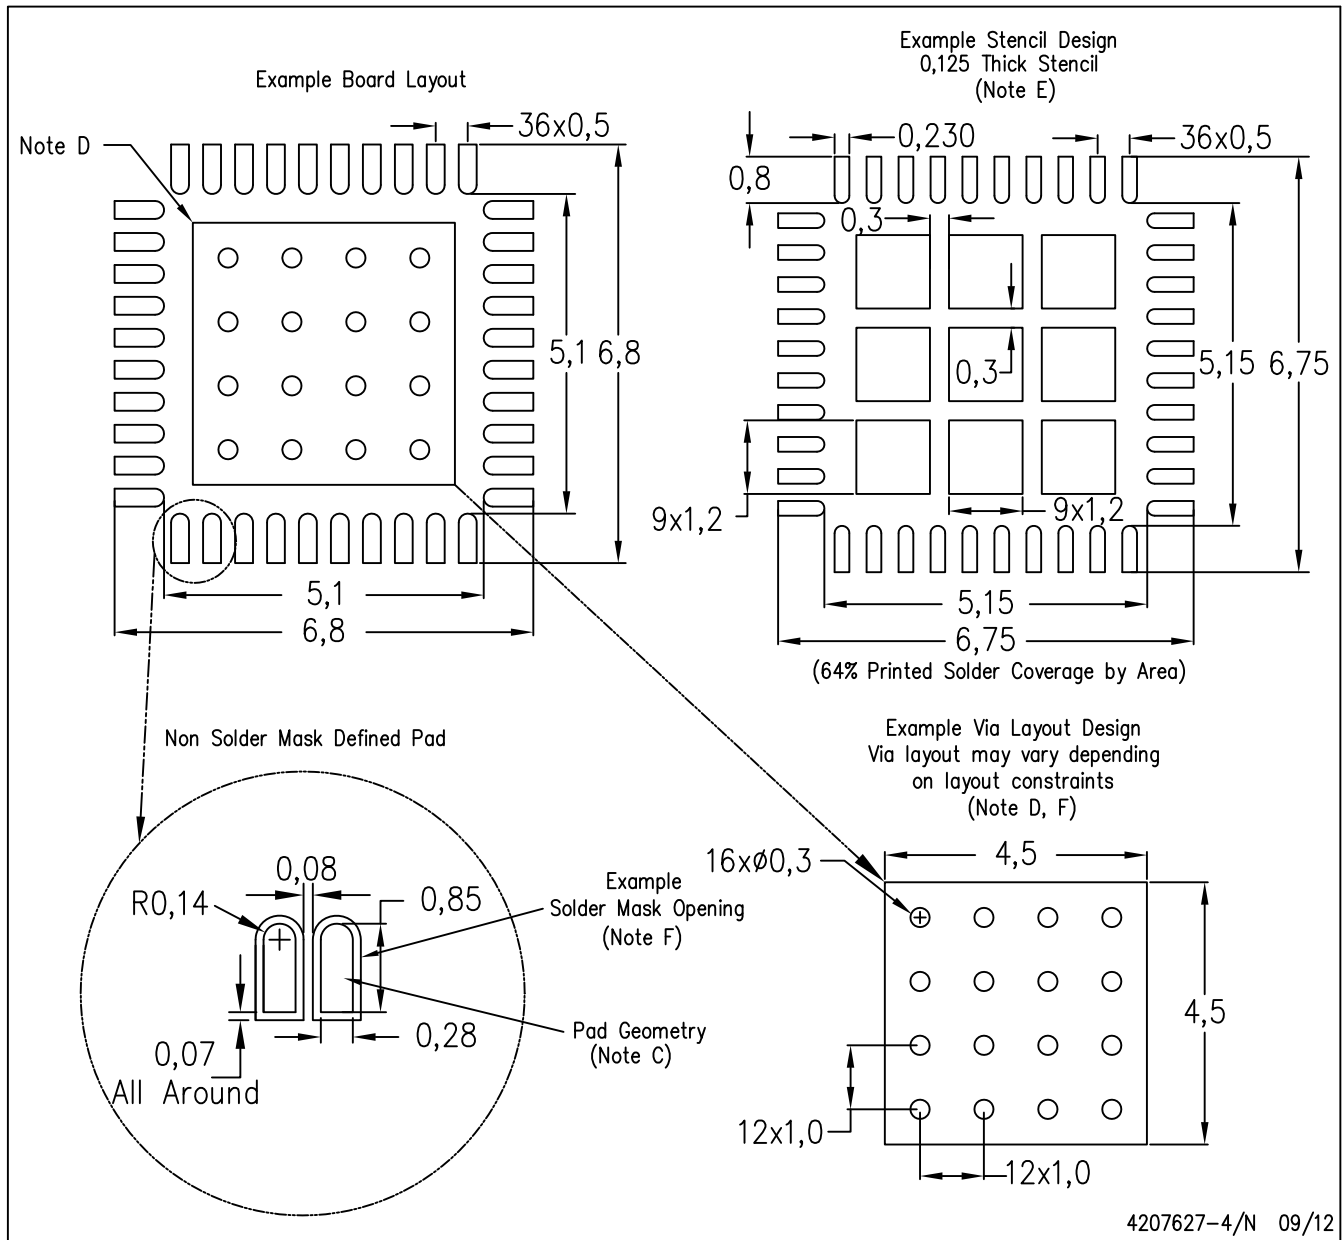 Example Board Layout
Note D
36x0,5
5,1
6,8
5,1
6,8
Example Stencil Design
0,125 Thick Stencil
(Note E)
0,230
36x0,5
0,8
0,3
0,3
5,15
6,75
9x1,2
9x1,2
5,15
6,75
(64% Printed Solder Coverage by Area)
Non Solder Mask Defined Pad
0,08
R0,14
0,85
Example
Solder Mask Opening
(Note F)
0,07
All Around
0,28
Pad Geometry
(Note C)
Example Via Layout Design
Via layout may vary depending
on layout constraints
(Note D, F)
16xø0,3
4,5
4,5
12x1,0
12x1,0
4207627-4/N 09/12